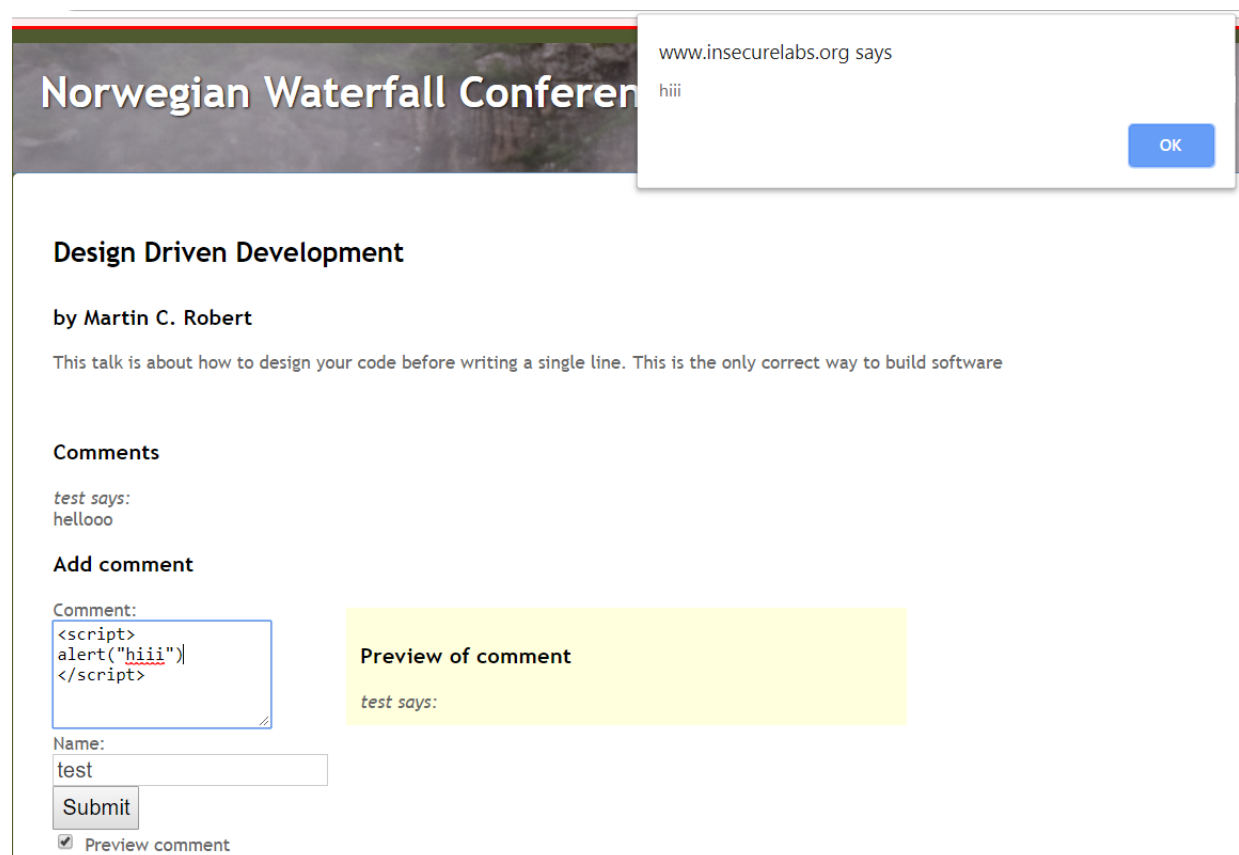 www.insecurelabs.org says
hiii
OK
Norwegian Waterfall Conferen
Design Driven Development
by Martin C. Robert
This talk is about how to design your code before writing a single line. This is the only correct way to build software
Comments
test says:
hellooo
Add comment
Comment:
<script>
alert("hiii")
</script>
Preview of comment
test says:
Name:
test
Submit
Preview comment